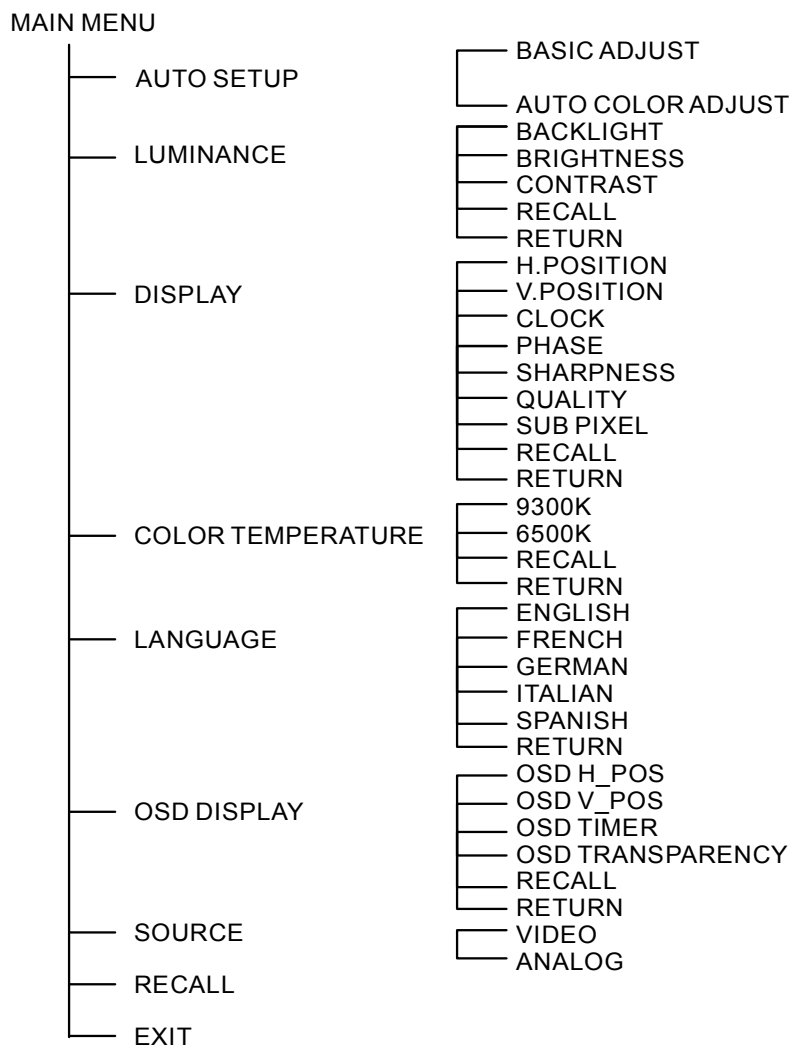 MAIN MENU
AUTO SETUP
BASIC ADJUST
AUTO COLOR ADJUST
LUMINANCE
BACKLIGHT
BRIGHTNESS
CONTRAST
RECALL
RETURN
DISPLAY
H.POSITION
V.POSITION
CLOCK
PHASE
SHARPNESS
QUALITY
SUB PIXEL
RECALL
RETURN
COLOR TEMPERATURE
9300K
6500K
RECALL
RETURN
LANGUAGE
ENGLISH
FRENCH
GERMAN
ITALIAN
SPANISH
RETURN
OSD DISPLAY
OSD H_POS
OSD V_POS
OSD TIMER
OSD TRANSPARENCY
RECALL
RETURN
SOURCE
VIDEO
ANALOG
RECALL
EXIT